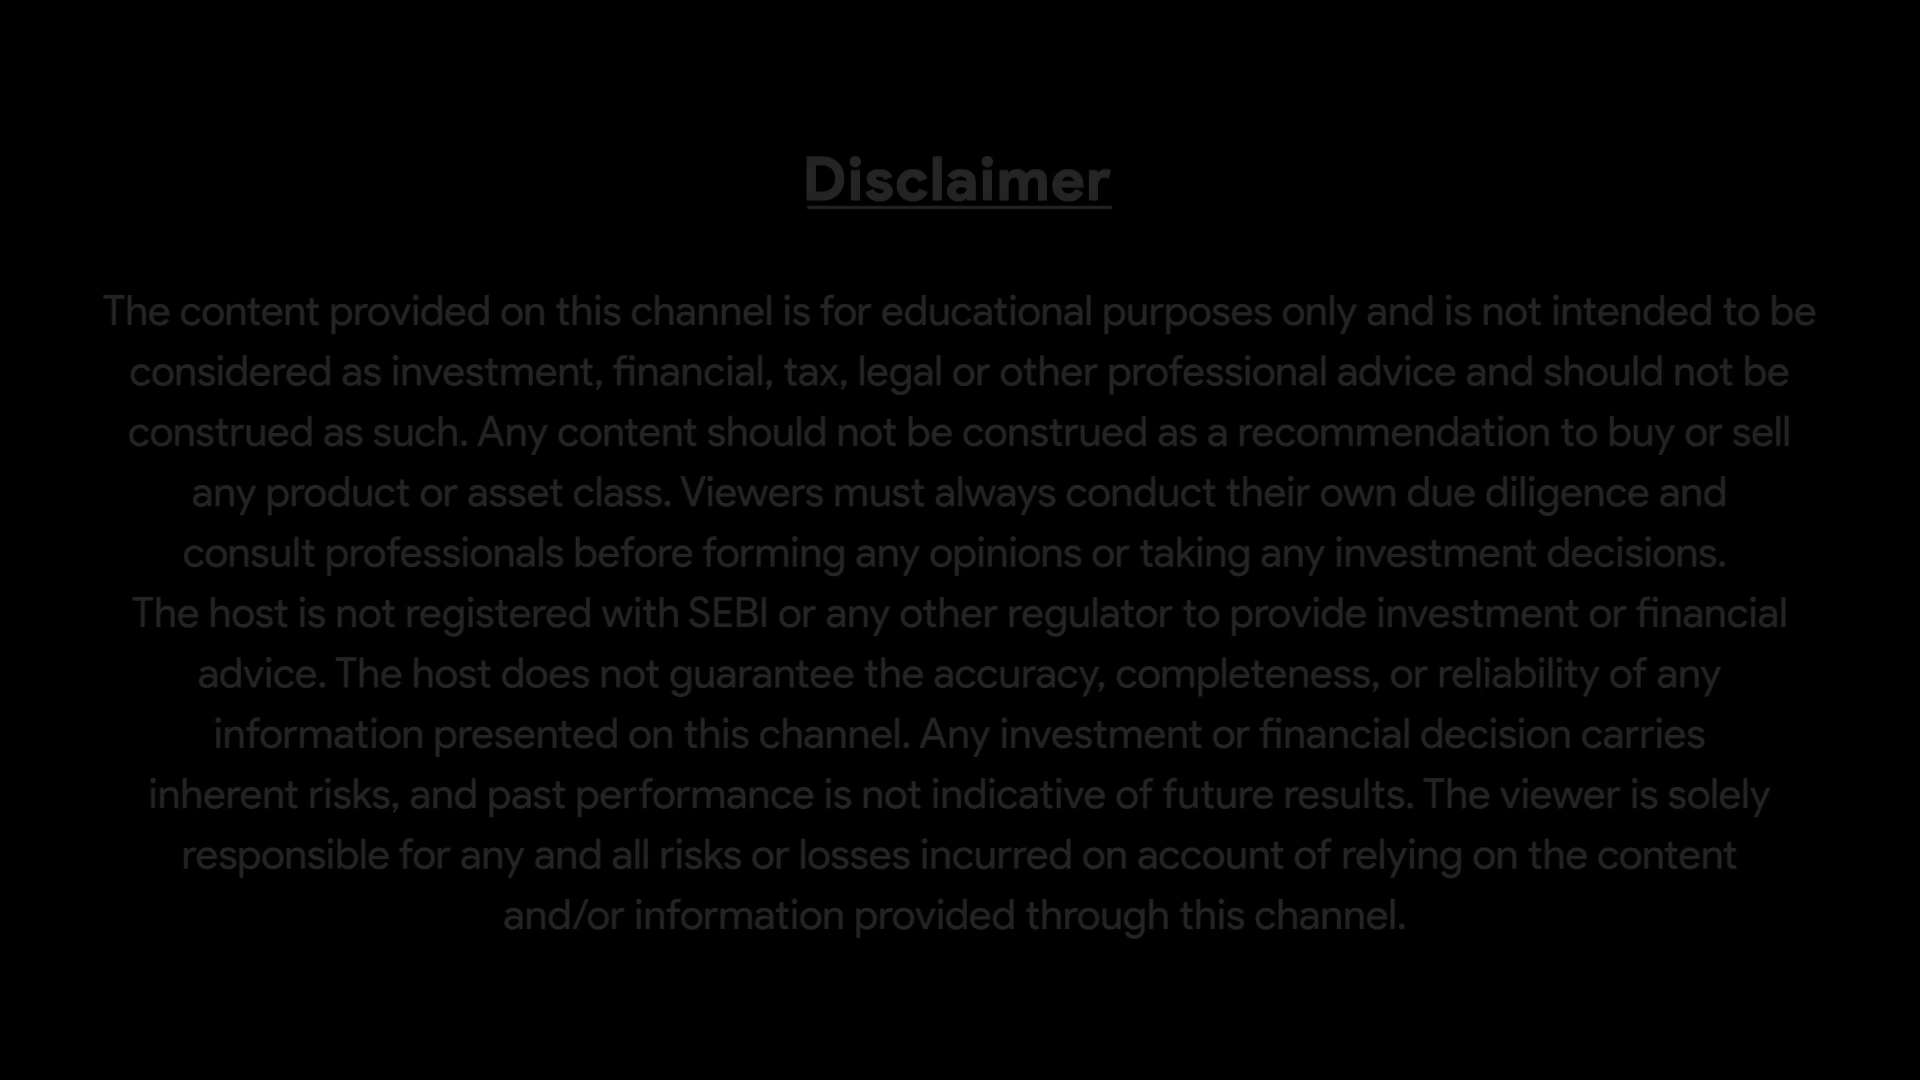 Disclaimer
The content provided on this channel is for educational purposes only and is not intended to be
considered as investment, financial, tax, legal or other professional advice and should not be
construed as such. Any content should not be construed as a recommendation to buy or sell
any product or asset class. Viewers must always conduct their own due diligence and
consult professionals before forming any opinions or taking any investment decisions.
The host is not registered with SEBI or any other regulator to provide investment or financial
advice. The host does not guarantee the accuracy, completeness, or reliability of any
information presented on this channel. Any investment or financial decision carries
inherent risks, and past performance is not indicative of future results. The viewer is solely
responsible for any and all risks or losses incurred on account of relying on the content
and/or information provided through this channel.